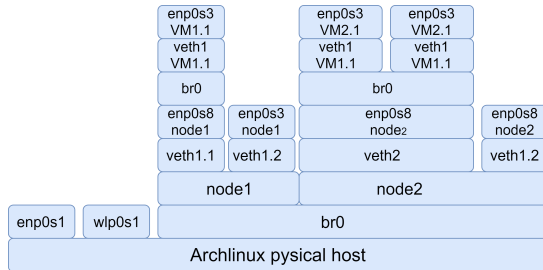 enp0s3
VM1.1
enp0s3
VM2.1
enp0s3
VM2.1
veth1
VM1.1
veth1
VM1.1
veth1
VM1.1
br0
br0
enp0s8
node1
enp0s3
node1
enp0s8
node2
enp0s8
node2
veth1.1
veth1.2
veth2
veth1.2
node1
node2
enp0s1
wlp0s1
br0
Archlinux pysical host